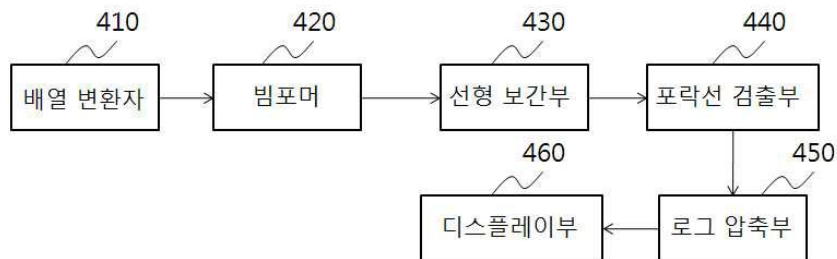 410 420 430 440
배열 변환자 빔포머 선형 보간부 포락선 검출부
460 450
디스플레이부 로그 압축부